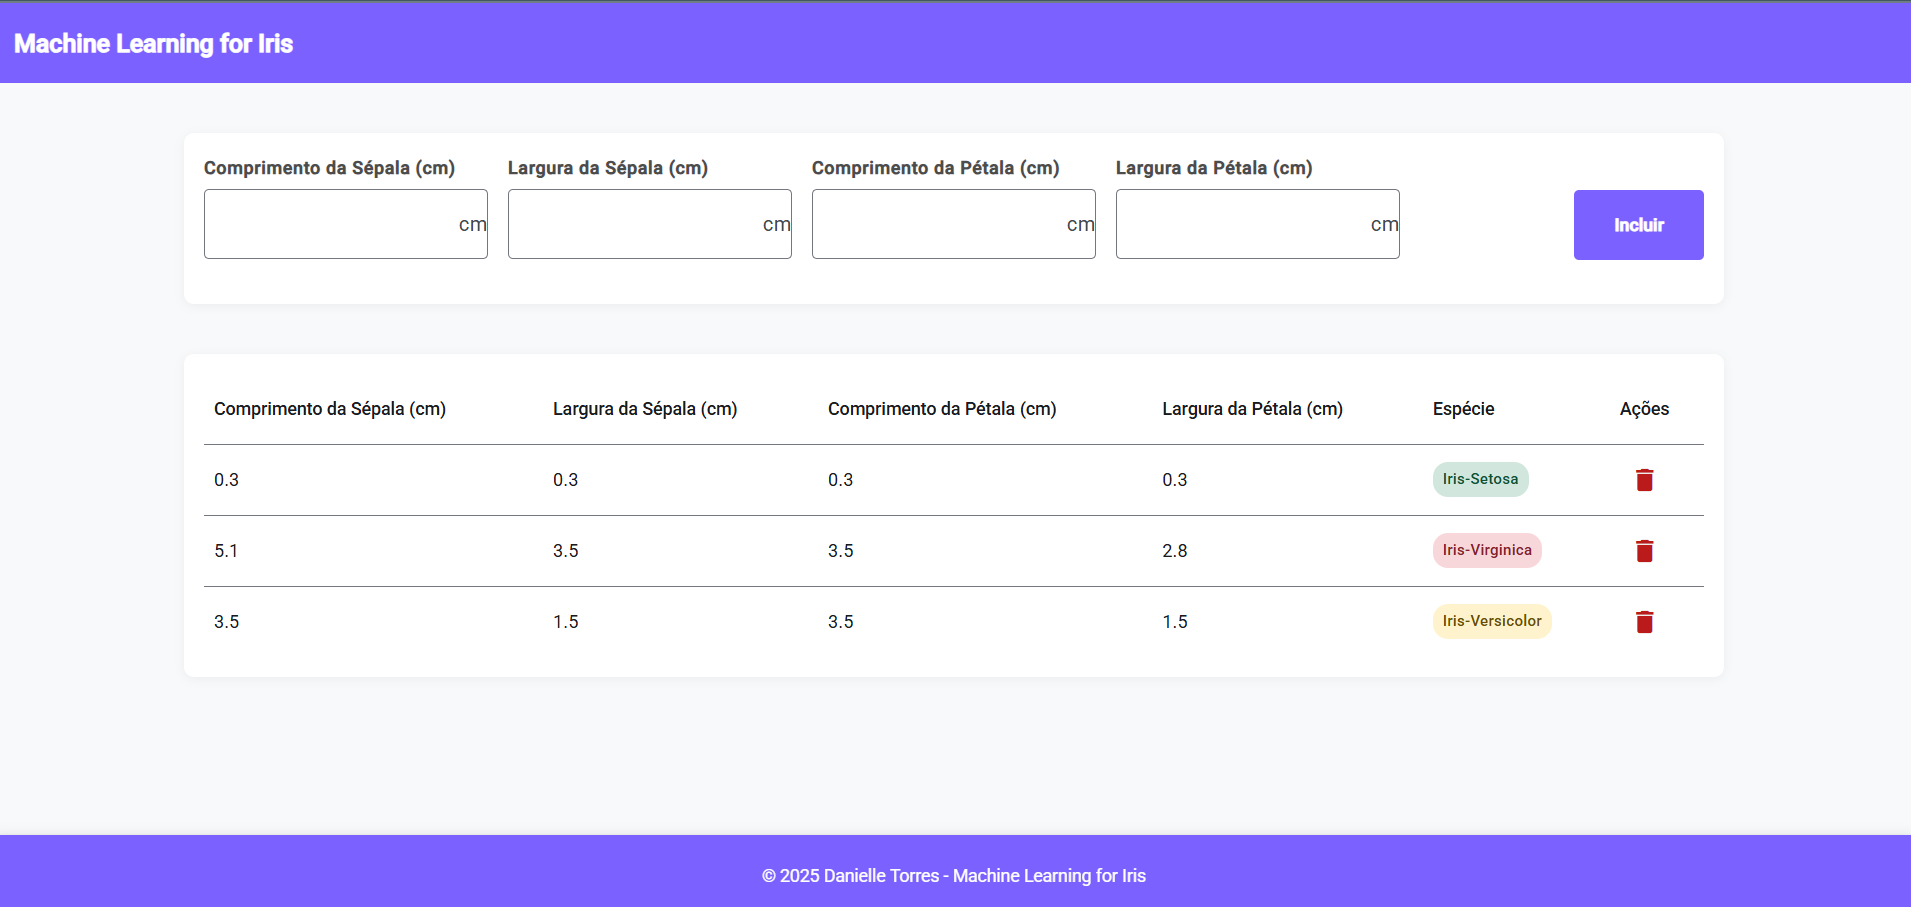 Machine Learning for Iris
Comprimento da Sépala (cm) Largura da Sépala (cm) Comprimento da Pétala (cm) Largura da Pétala (cm)
cm cm cm cm Incluir
Comprimento da Sépala (cm) Largura da Sépala (cm) Comprimento da Pétala (cm) Largura da Pétala (cm) Espécie Ações
0.3 0.3 0.3 0.3 Iris-Setosa
5.1 3.5 3.5 2.8 Iris-Virginica
3.5 1.5 3.5 1.5 Iris-Versicolor
© 2025 Danielle Torres - Machine Learning for Iris